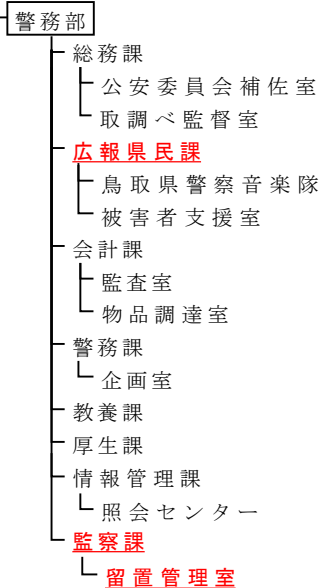 警務部
総務課
公安委員会補佐室
取調べ監督室
広報県民課
鳥取県警察音楽隊
被害者支援室
会計課
監査室
物品調達室
警務課
企画室
教養課
厚生課
情報管理課
照会センター
監察課
留置管理室